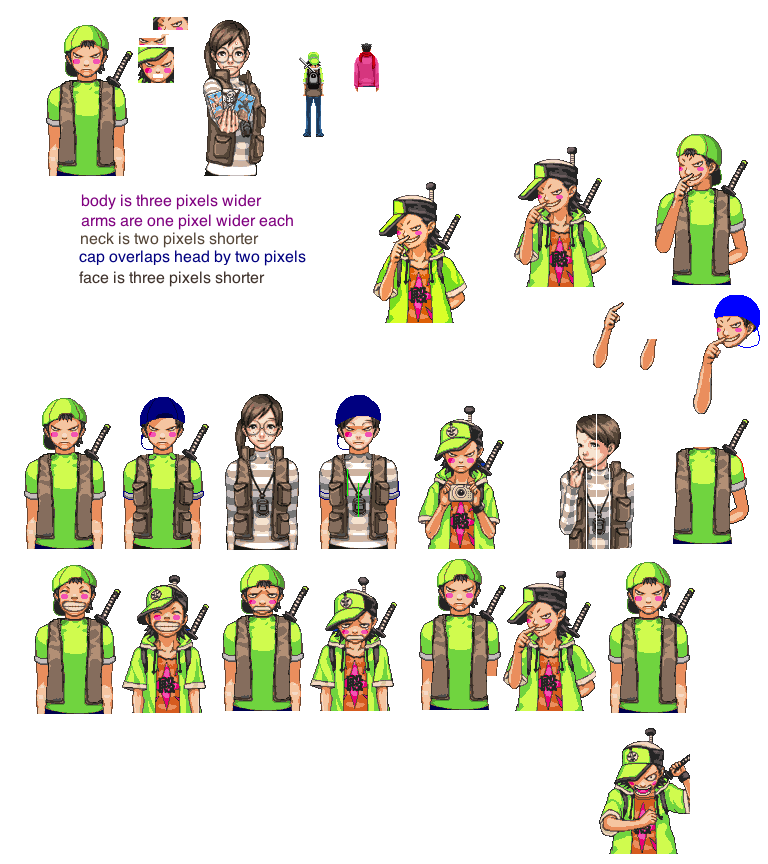 body is three pixels wider
arms are one pixel wider each
neck is two pixels shorter
cap overlaps head by two pixels
face is three pixels shorter